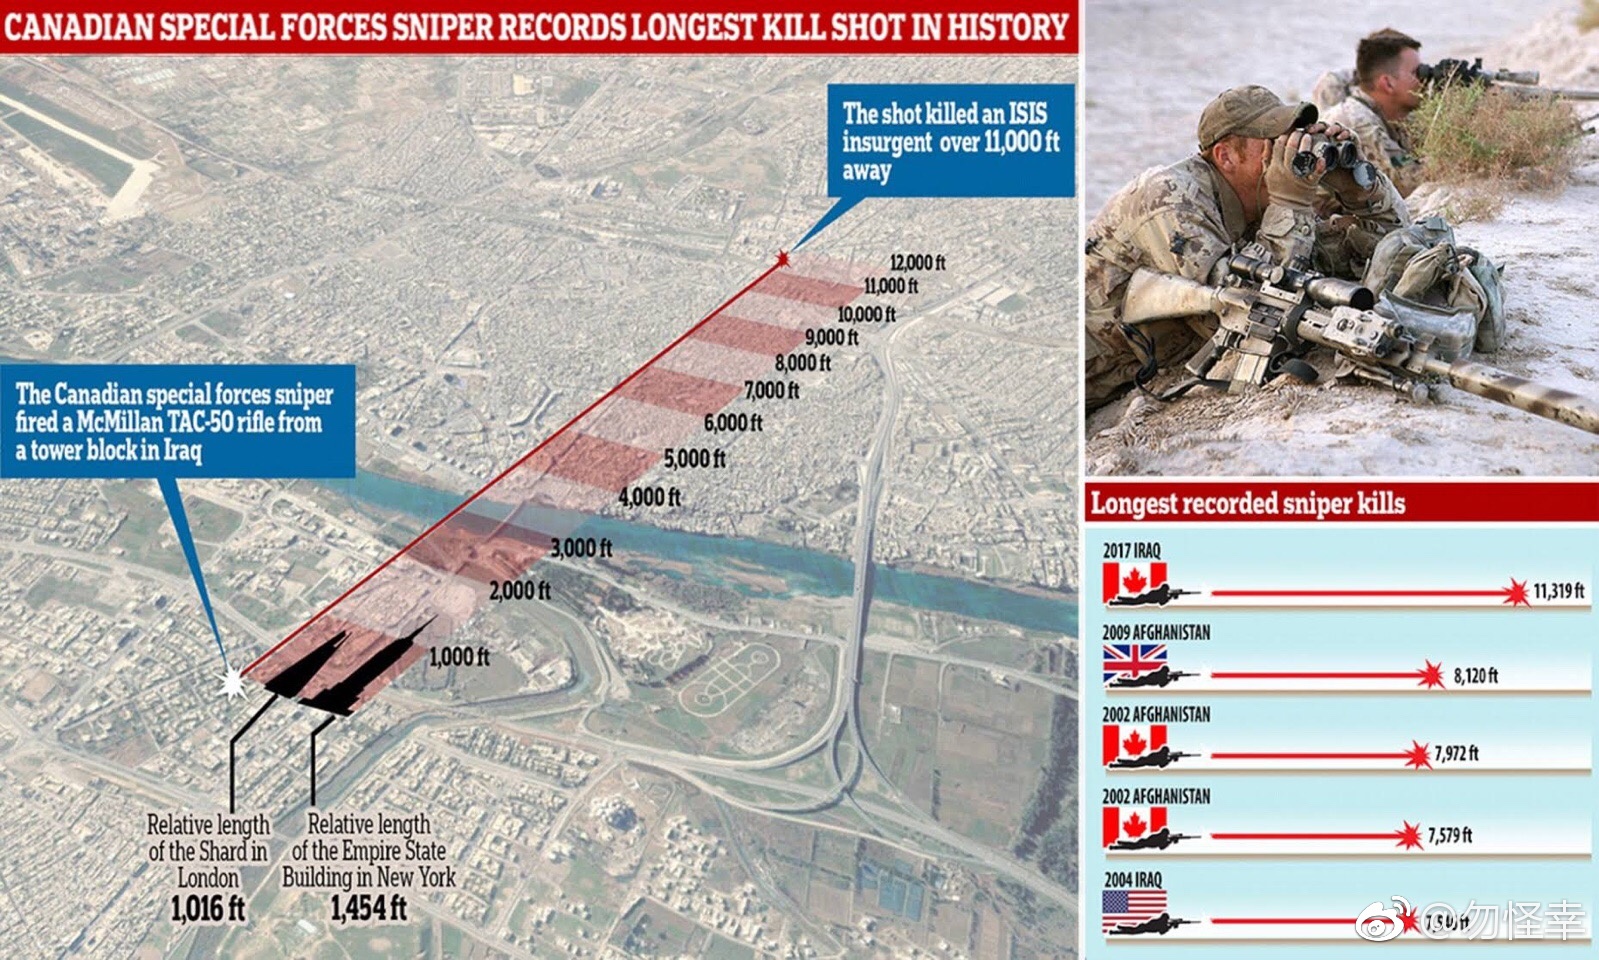 CANADIAN SPECIAL FORCES SNIPER RECORDS LONGEST KILL SHOT IN HISTORY
The shot killed an ISIS
insurgent over 11,000 ft
away
12,000 ft
11,000 ft
10,000 ft
9,000 ft
8,000 ft
7,000 ft
6,000 ft
5,000 ft
4,000 ft
3,000 ft
2,000 ft
1,000 ft
The Canadian special forces sniper
fired a McMillan TAC-50 rifle from
a tower block in Iraq
Relative length
of the Shard in
London
1,016 ft
Relative length
of the Empire State
Building in New York
1,454 ft
Longest recorded sniper kills
2017 IRAQ
11,319 ft
2009 AFGHANISTAN
8,120 ft
2002 AFGHANISTAN
7,972 ft
2002 AFGHANISTAN
7,579 ft
2004 IRAQ
@勿怪幸